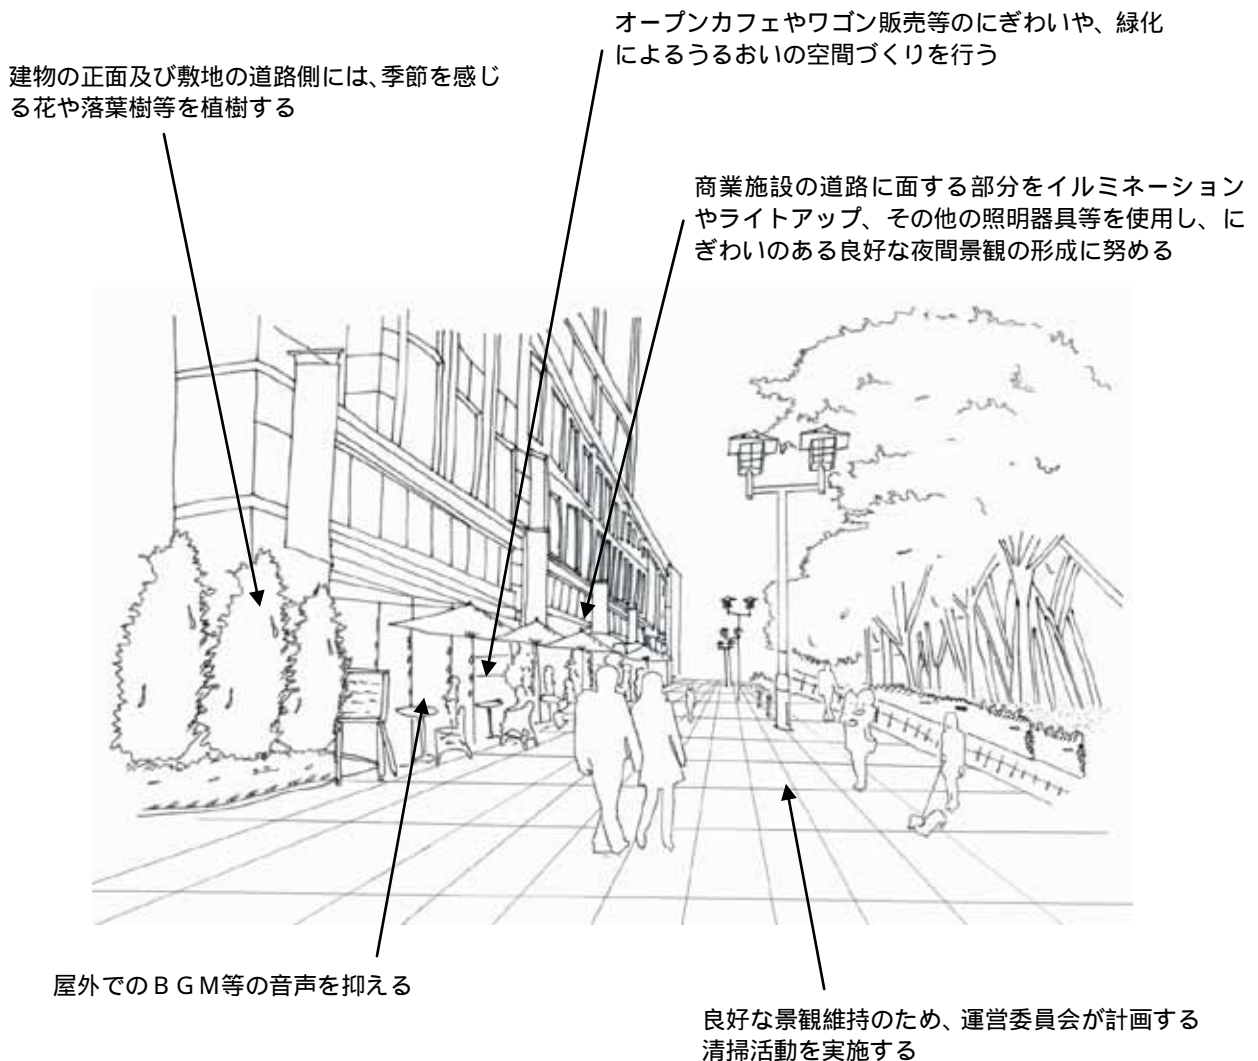 オープンカフェやワゴン販売等のにぎわいや、緑化
によるうるおいの空間づくりを行う
建物の正面及び敷地の道路側には、季節を感じ
る花や落葉樹等を植樹する
商業施設の道路に面する部分をイルミネーション
やライトアップ、その他の照明器具等を使用し、に
ぎわいのある良好な夜間景観の形成に努める
屋外でのＢＧＭ等の音声を抑える
良好な景観維持のため、運営委員会が計画する
清掃活動を実施する